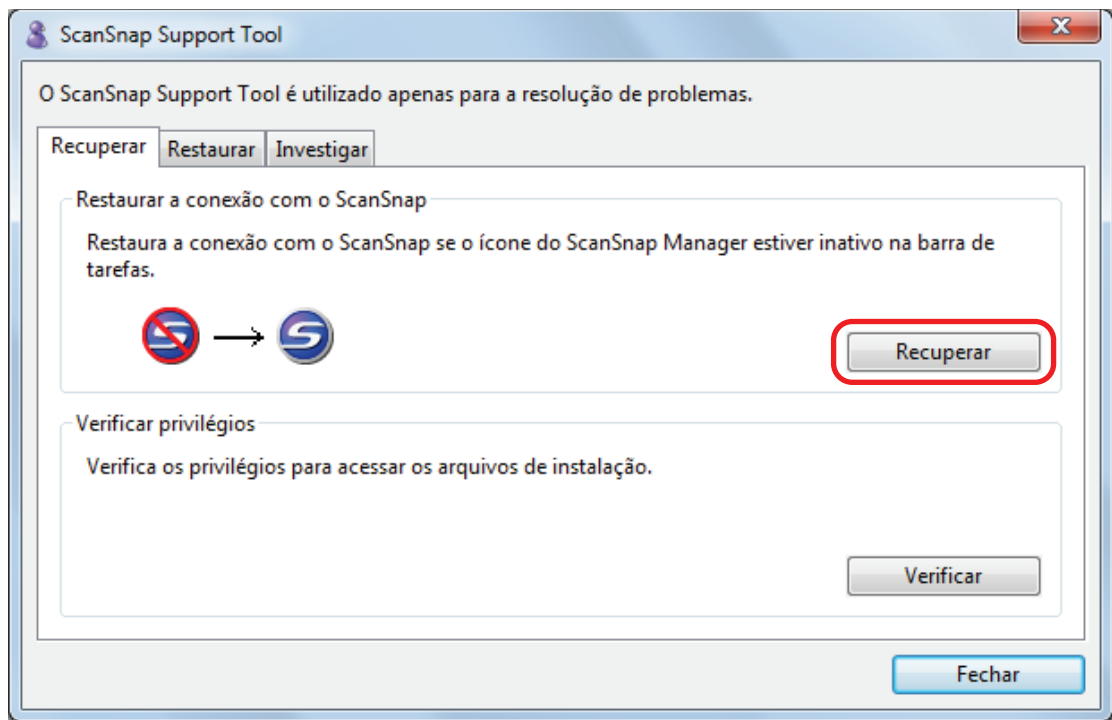 ScanSnap Support Tool
O ScanSnap Support Tool é utilizado apenas para a resolução de problemas.
Recuperar Restaurar Investigar
Restaurar a conexão com o ScanSnap
Restaura a conexão com o ScanSnap se o ícone do ScanSnap Manager estiver inativo na barra de
tarefas.
Recuperar
Verificar privilégios
Verifica os privilégios para acessar os arquivos de instalação.
Verificar
Fechar